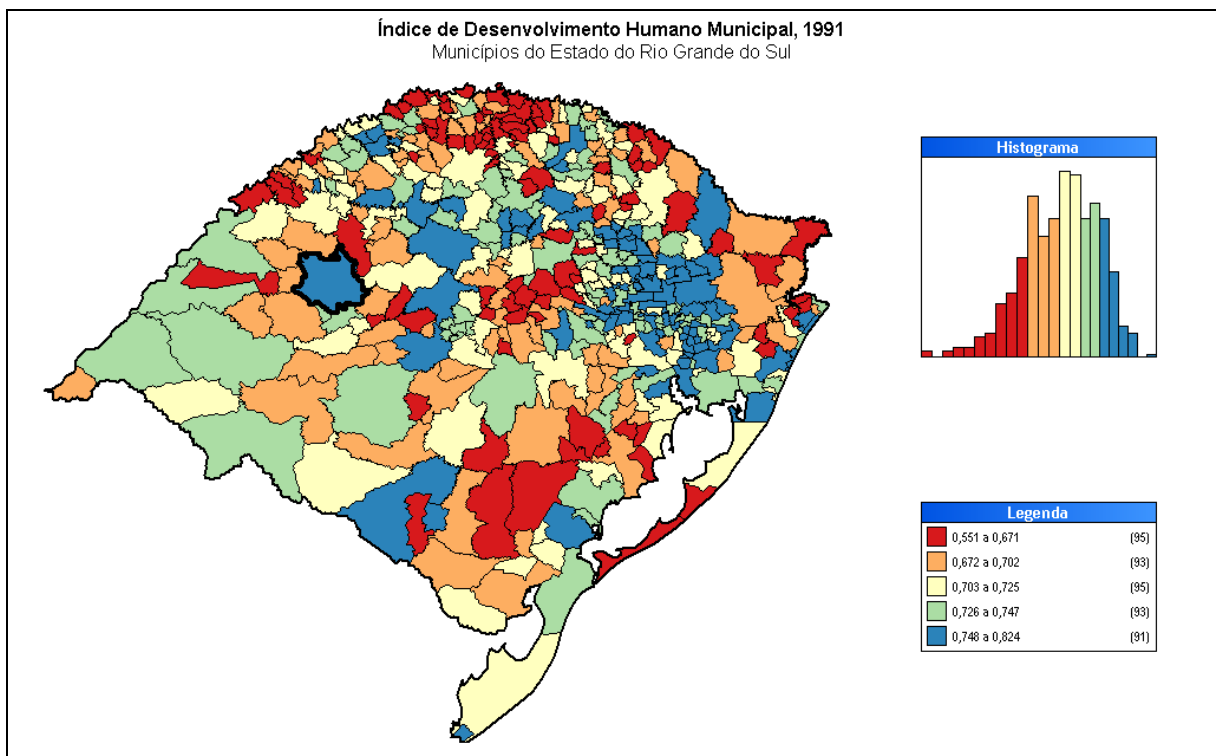 Índice de Desenvolvimento Humano Municipal, 1991
Municípios do Estado do Rio Grande do Sul
Histograma
Legenda
0,551 a 0,671 (95)
0,672 a 0,702 (93)
0,703 a 0,725 (95)
0,726 a 0,747 (93)
0,748 a 0,824 (91)